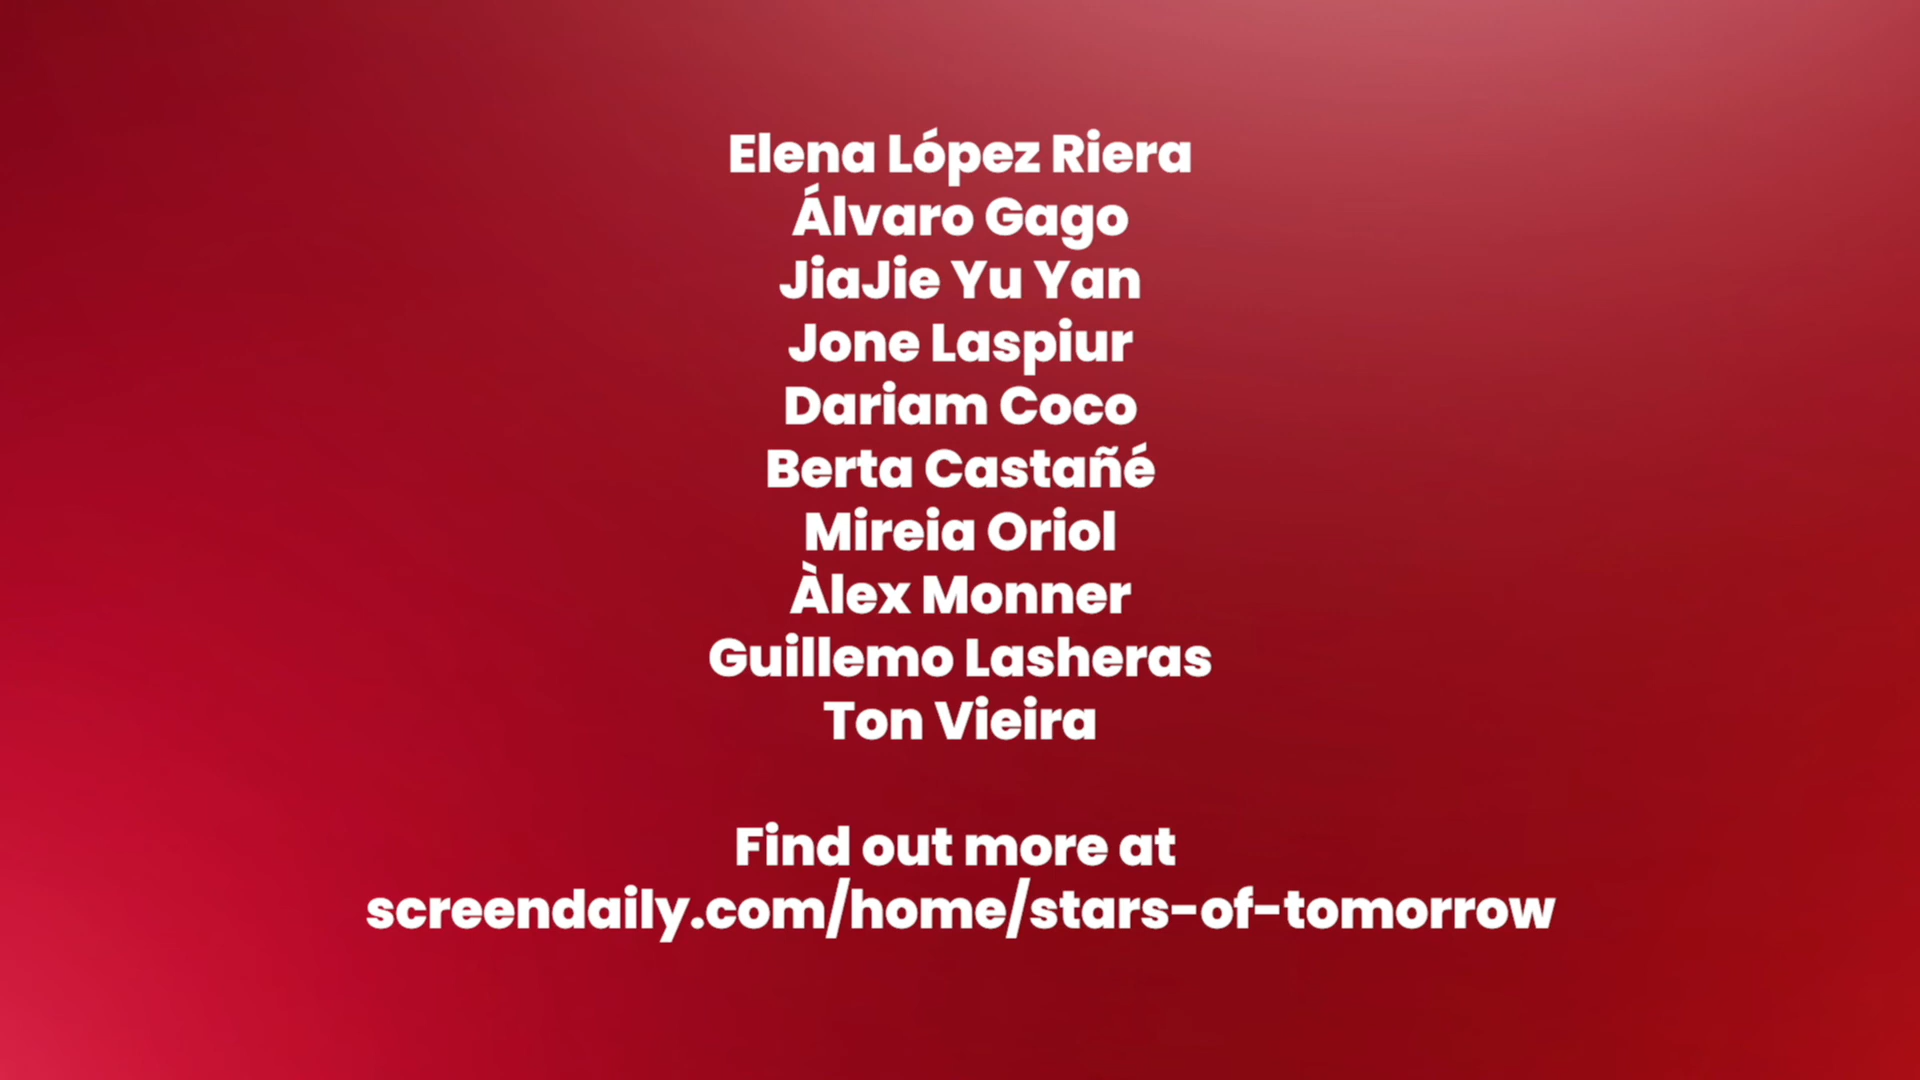 Elena López Riera
Álvaro Gago
JiaJie Yu Yan
Jone Laspiur
Dariam Coco
Berta Castañé
Mireia Oriol
Àlex Monner
Guillemo Lasheras
Ton Vieira
Find out more at
screendaily.com/home/stars-of-tomorrow